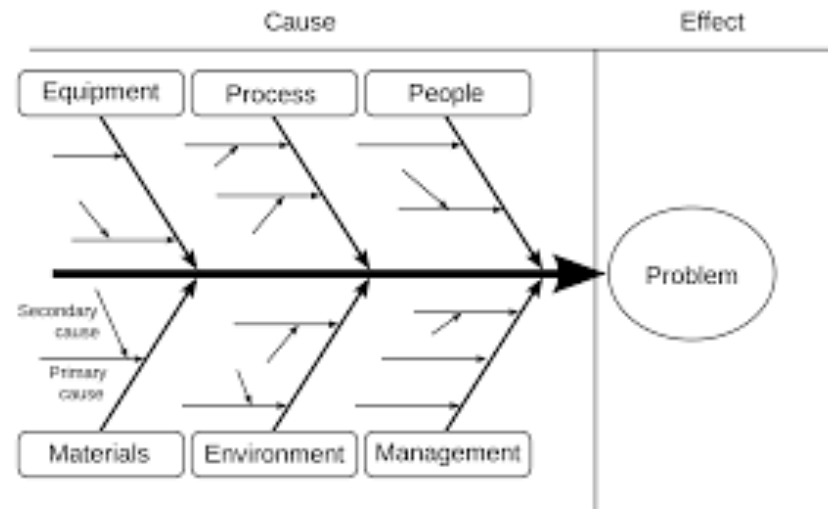 Cause
Effect
Equipment
Process
People
Problem
Secondary
cause
Primary
cause
Materials
Environment
Management